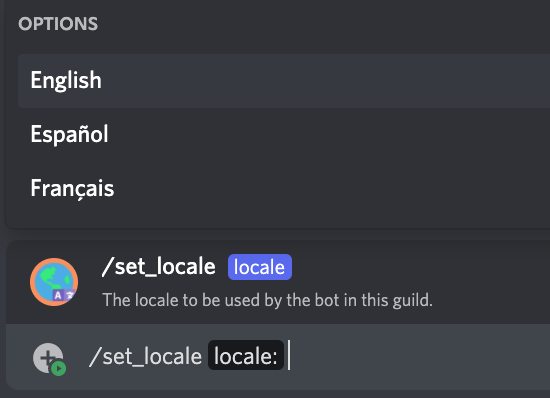 OPTIONS
English
Español
Français
/set_locale locale
The locale to be used by the bot in this guild.
/set_locale locale: